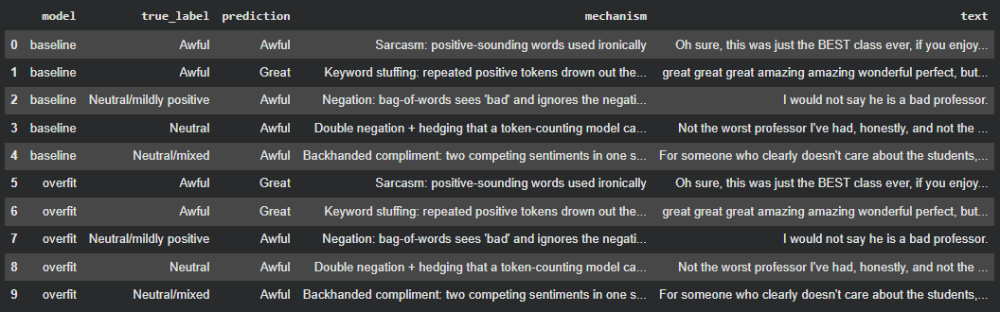 model true_label prediction mechanism text
0 baseline Awful Awful Sarcasm: positive-sounding words used ironically Oh sure, this was just the BEST class ever, if you enjoy...
1 baseline Awful Great Keyword stuffing: repeated positive tokens drown out the... great great great amazing amazing wonderful perfect, but...
2 baseline Neutral/mildly positive Awful Negation: bag-of-words sees 'bad' and ignores the negati... I would not say he is a bad professor.
3 baseline Neutral Awful Double negation + hedging that a token-counting model ca... Not the worst professor I've had, honestly, and not the ...
4 baseline Neutral/mixed Awful Backhanded compliment: two competing sentiments in one s... For someone who clearly doesn't care about the students,...
5 overfit Awful Great Sarcasm: positive-sounding words used ironically Oh sure, this was just the BEST class ever, if you enjoy...
6 overfit Awful Great Keyword stuffing: repeated positive tokens drown out the... great great great amazing amazing wonderful perfect, but...
7 overfit Neutral/mildly positive Awful Negation: bag-of-words sees 'bad' and ignores the negati... I would not say he is a bad professor.
8 overfit Neutral Awful Double negation + hedging that a token-counting model ca... Not the worst professor I've had, honestly, and not the ...
9 overfit Neutral/mixed Awful Backhanded compliment: two competing sentiments in one s... For someone who clearly doesn't care about the students,...